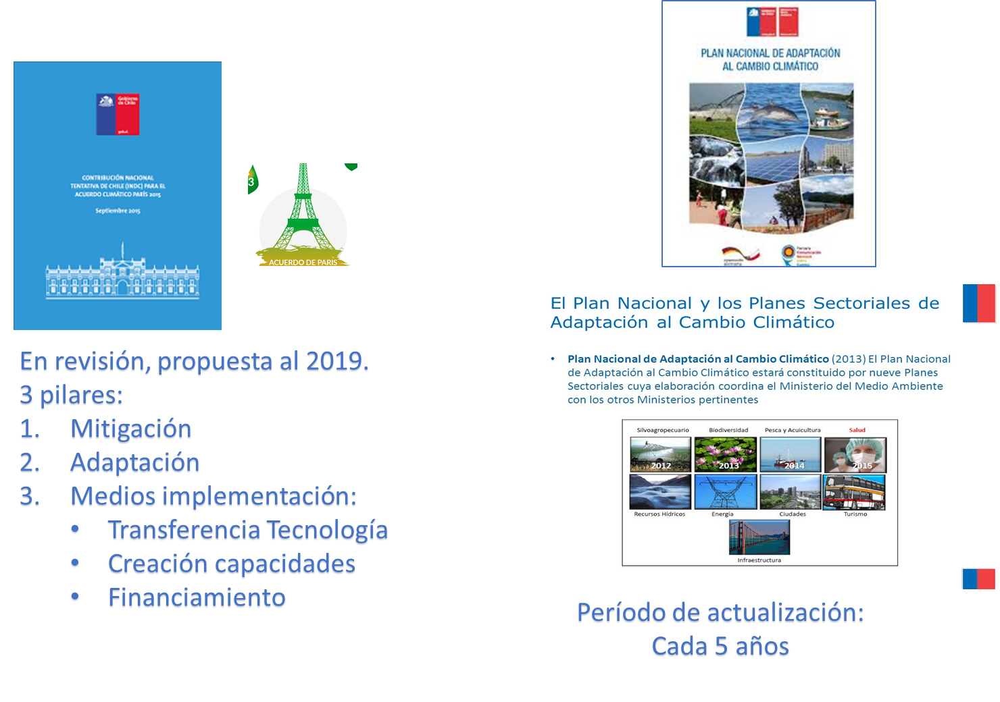 Gobierno
de Chile
gob.cl
CONTRIBUCIÓN NACIONAL
TENTATIVA DE CHILE (INDC) PARA EL
ACUERDO CLIMÁTICO PARÍS 2015
Septiembre 2015
3
ACUERDO DE PARIS
En revisión, propuesta al 2019.
3 pilares:
1. Mitigación
2. Adaptación
3. Medios implementación:
• Transferencia Tecnología
• Creación capacidades
• Financiamiento
PLAN NACIONAL DE ADAPTACIÓN
AL CAMBIO CLIMÁTICO
El Plan Nacional y los Planes Sectoriales de
Adaptación al Cambio Climático
• Plan Nacional de Adaptación al Cambio Climático (2013) El Plan Nacional
de Adaptación al Cambio Climático estará constituido por nueve Planes
Sectoriales cuya elaboración coordina el Ministerio del Medio Ambiente
con los otros Ministerios pertinentes
Silvoagropecuario Biodiversidad Pesca y Acuicultura Salud
2012 2013 2014 2015
Recursos Hídricos Energía Ciudades Turismo
Infraestructura
Período de actualización:
Cada 5 años